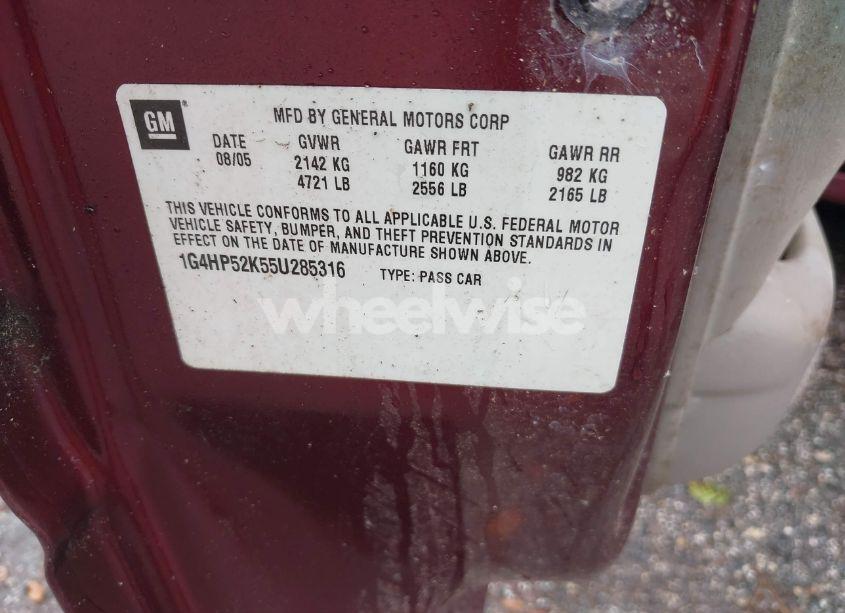 GM
MFD BY GENERAL MOTORS CORP
DATE GVWR GAWR FRT GAWR RR
08/05 2142 KG 1160 KG 982 KG
4721 LB 2556 LB 2165 LB
THIS VEHICLE CONFORMS TO ALL APPLICABLE U.S. FEDERAL MOTOR
VEHICLE SAFETY, BUMPER, AND THEFT PREVENTION STANDARDS IN
EFFECT ON THE DATE OF MANUFACTURE SHOWN ABOVE.
1G4HP52K55U285316 TYPE: PASS CAR
wheelwise